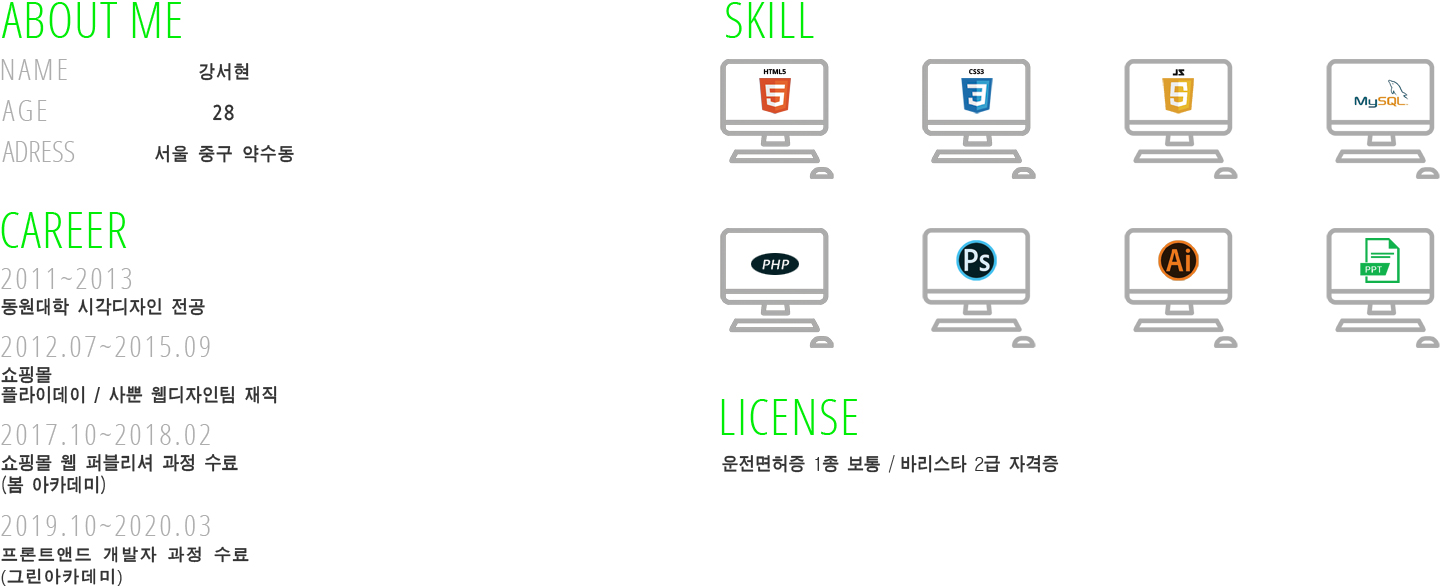 ABOUT ME
NAME 강서현
AGE 28
ADRESS 서울 중구 약수동
CAREER
2011~2013
동원대학 시각디자인 전공
2012.07~2015.09
쇼핑몰
플라이데이 / 사뿐 웹디자인팀 재직
2017.10~2018.02
쇼핑몰 웹 퍼블리셔 과정 수료
(봄 아카데미)
2019.10~2020.03
프론트앤드 개발자 과정 수료
(그린아카데미)
SKILL
HTML5 CSS3 JS MySQL
5 3 5
PHP Ps Ai PPT
LICENSE
운전면허증 1종 보통 / 바리스타 2급 자격증